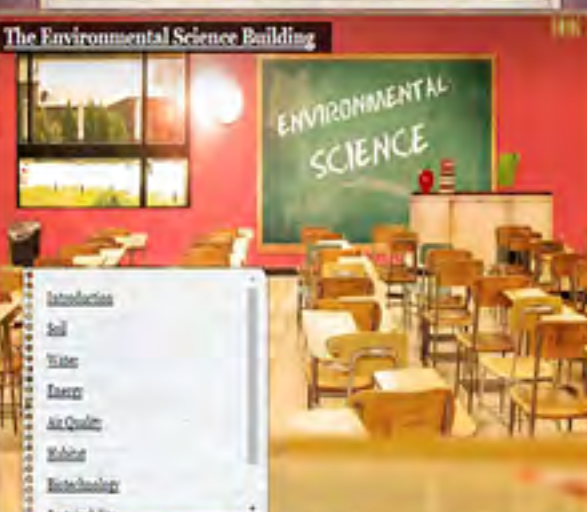 The Environmental Science Building
ENVIRONMENTAL
SCIENCE
Introduction
Soil
Water
Energy
Air Quality
Habitat
Biotechnology